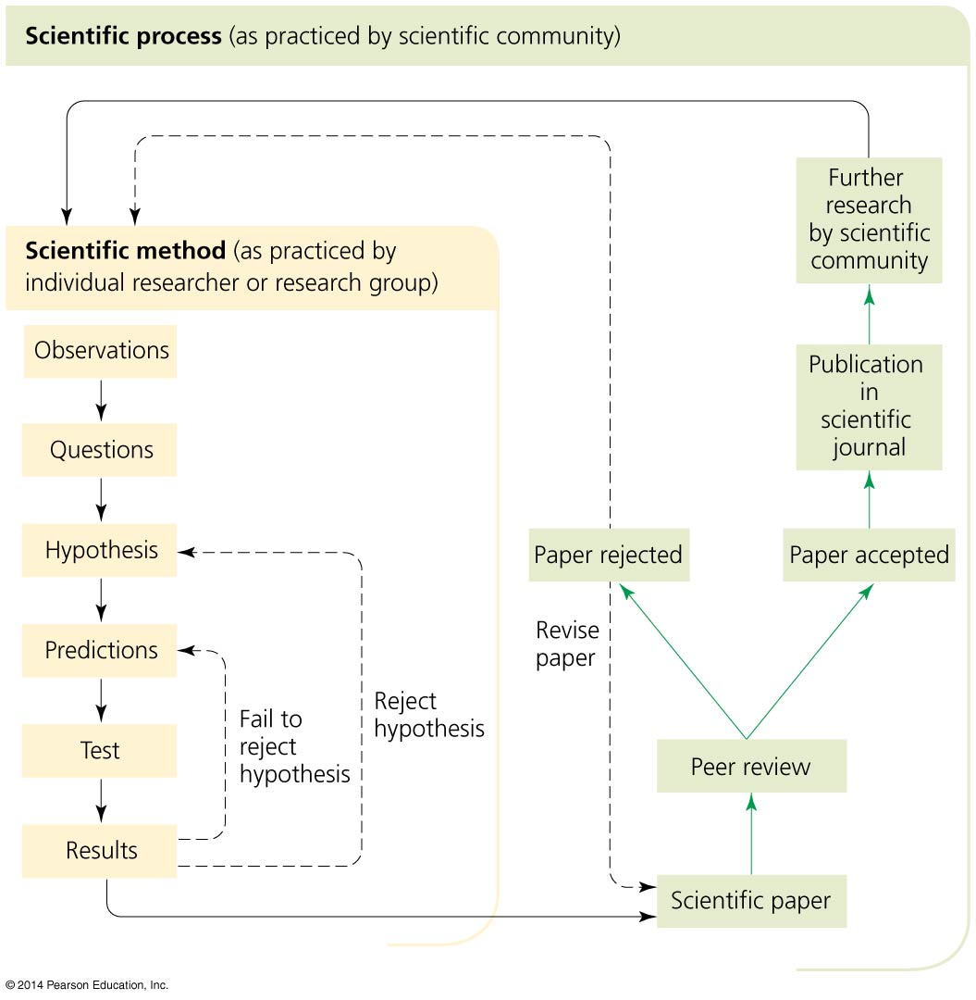 Scientific process (as practiced by scientific community)
Scientific method (as practiced by
individual researcher or research group)
Observations
Questions
Hypothesis
Predictions
Test
Results
Fail to
reject
hypothesis
Reject
hypothesis
Further
research
by scientific
community
Publication
in
scientific
journal
Paper rejected
Paper accepted
Revise
paper
Peer review
Scientific paper
© 2014 Pearson Education, Inc.